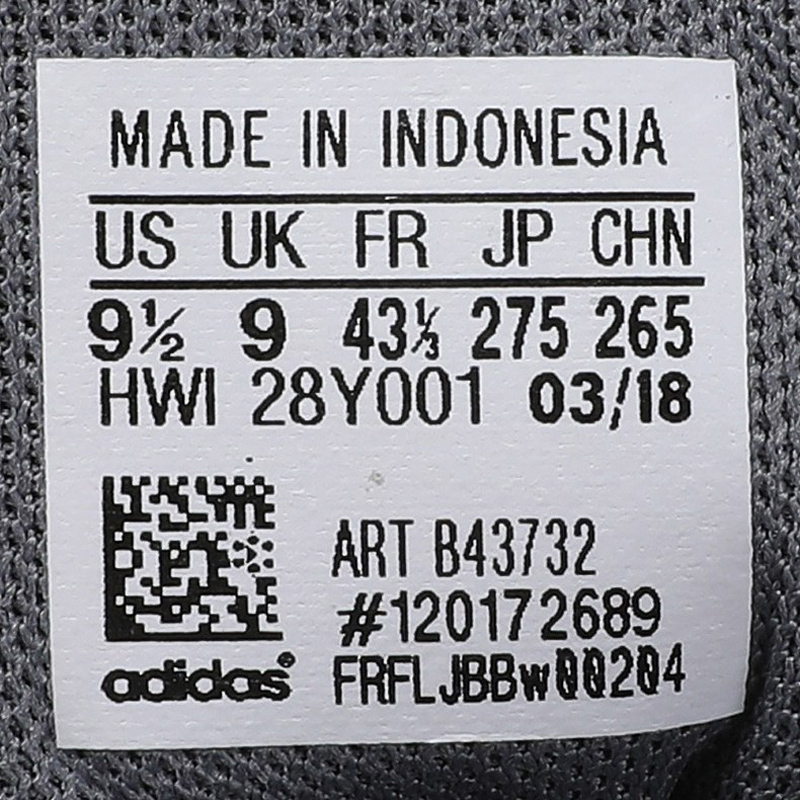 MADE IN INDONESIA
US UK FR JP CHN
9½ 9 43⅓ 275 265
HWI 28Y001 03/18
ART B43732
#120172689
adidas®
FRFLJBBw00204